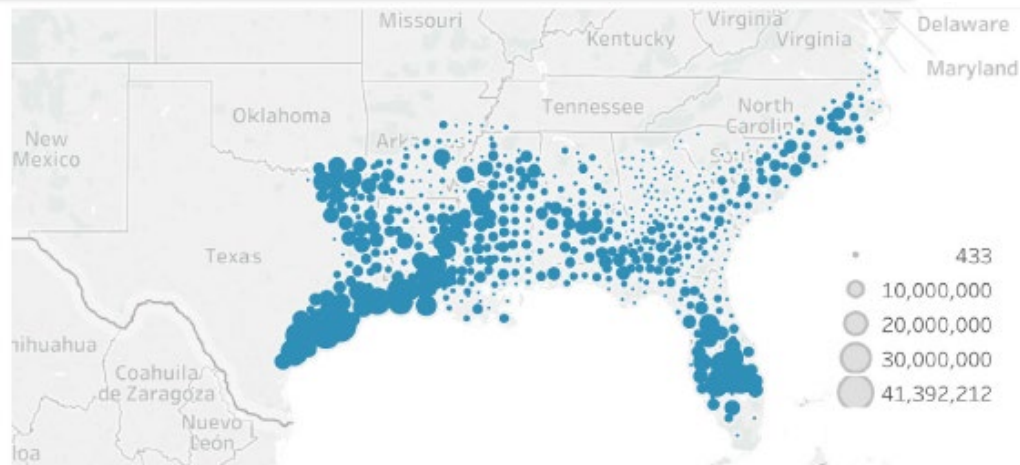 Missouri
Virginia
Delaware
Kentucky
Virginia
Maryland
Oklahoma
Tennessee
North
Carolin
New
Mexico
Texas
433
10,000,000
20,000,000
30,000,000
41,392,212
hihuahua
Coahuila
de Zaragoza
Nuevo
León
loa